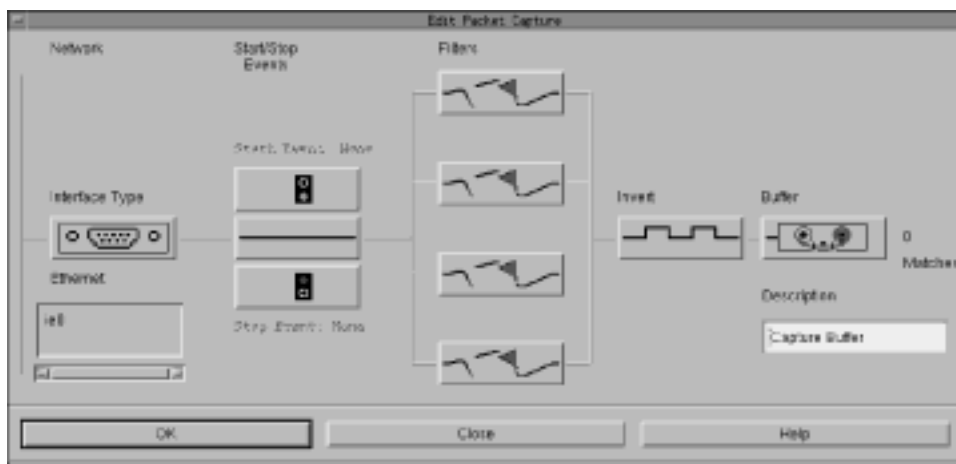 Edit Packet Capture
Network
Start/Stop
Events
Filters
Start Event: None
Interface Type
Invert
Buffer
0
Matches
Ethernet
ie0
Stop Event: None
Description
Capture Buffer
OK
Close
Help